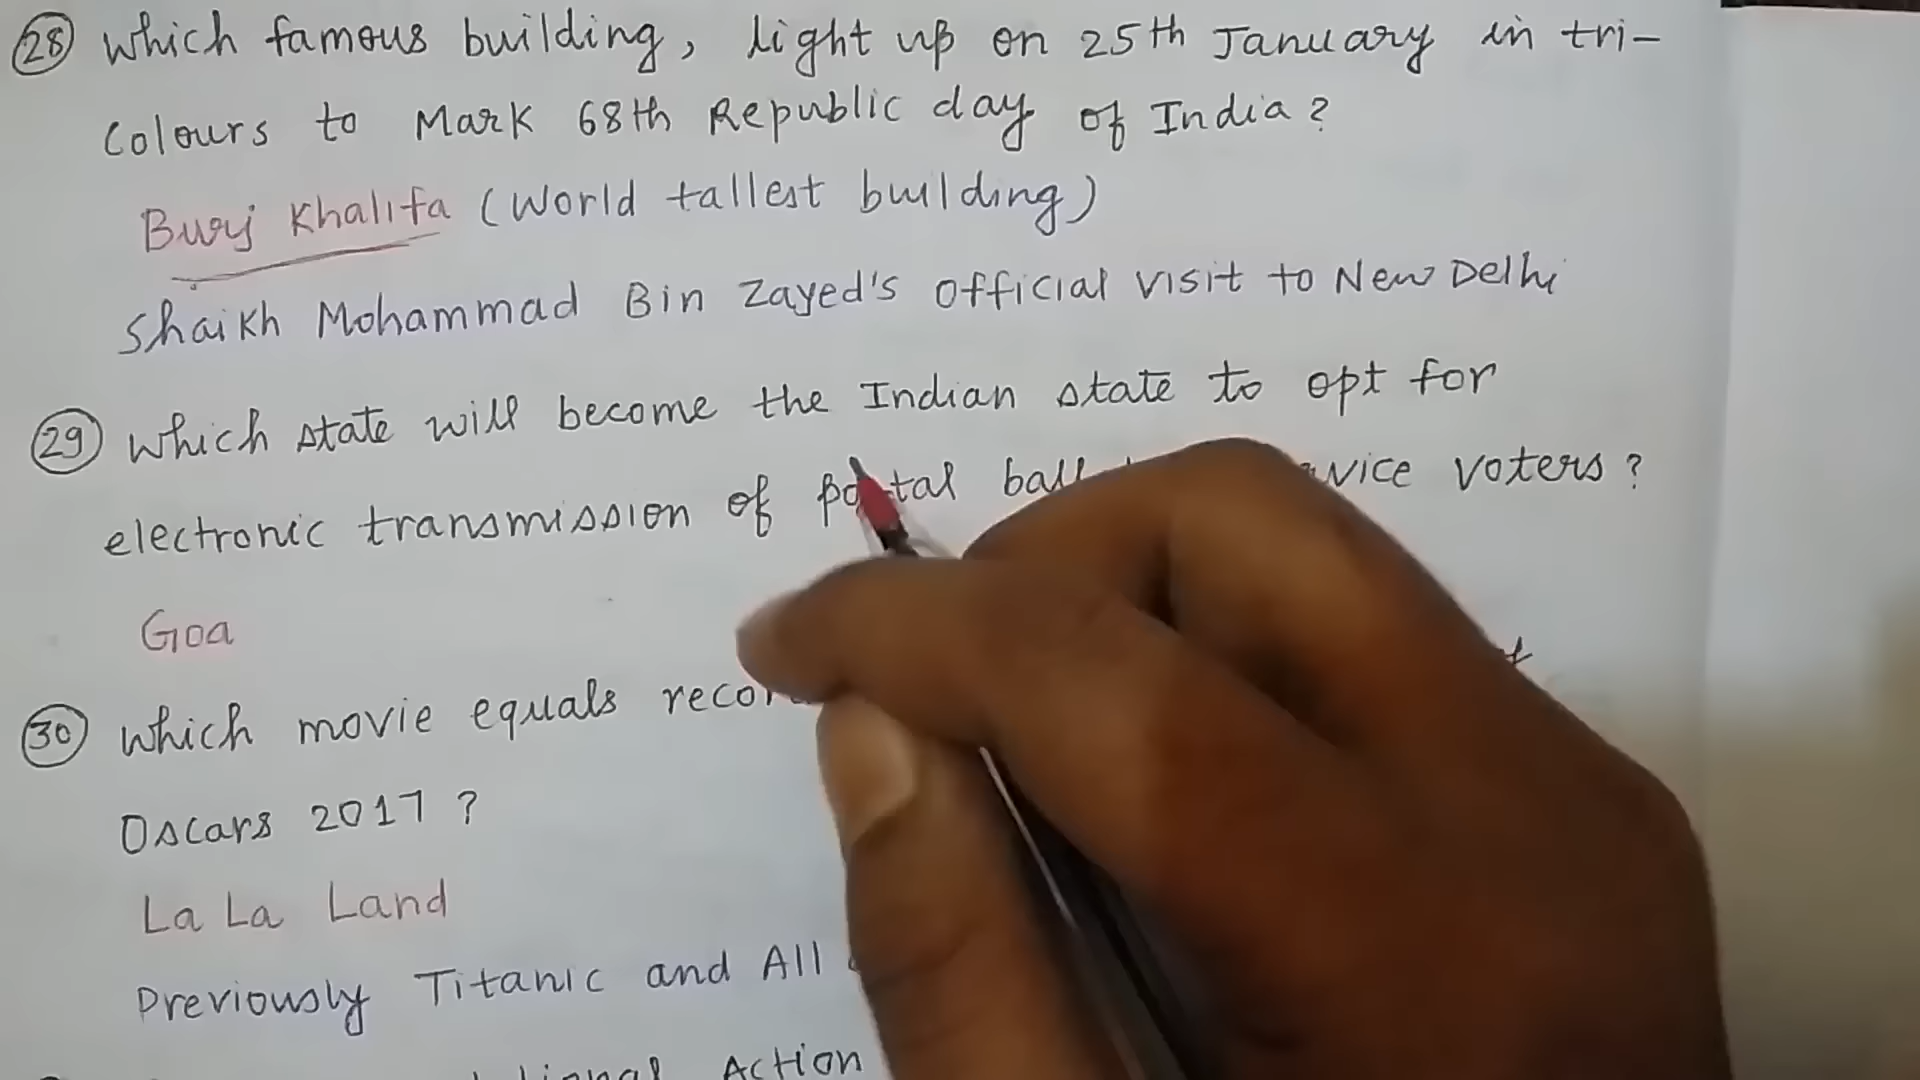 28 Which famous building, light up on 25th January in tri-
colours to Mark 68th Republic day of India?
Burj Khalifa (World tallest building)
Shaikh Mohammad Bin Zayed's official visit to New Delhi
29 Which state will become the Indian state to opt for
electronic transmission of postal voters?
Goa
30 Which movie equals
Oscars 2017?
La La Land
Previously Titanic and All
Action